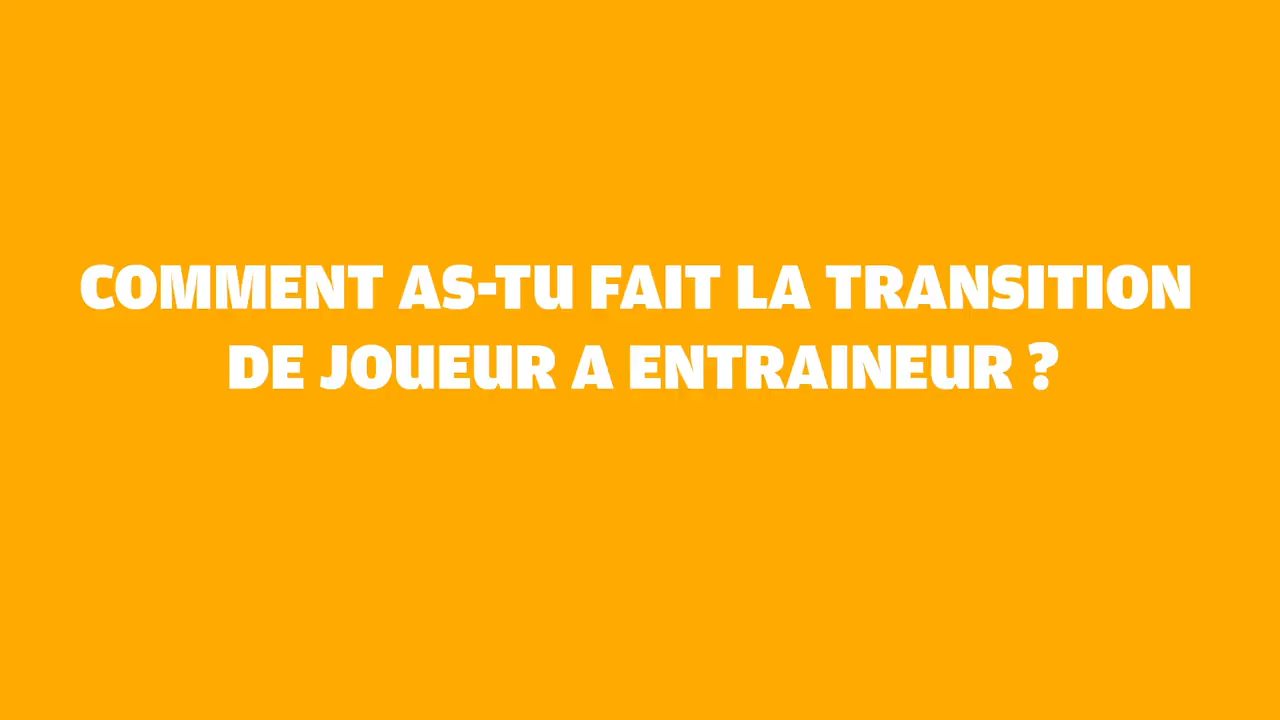 COMMENT AS-TU FAIT LA TRANSITION
DE JOUEUR A ENTRAINEUR ?